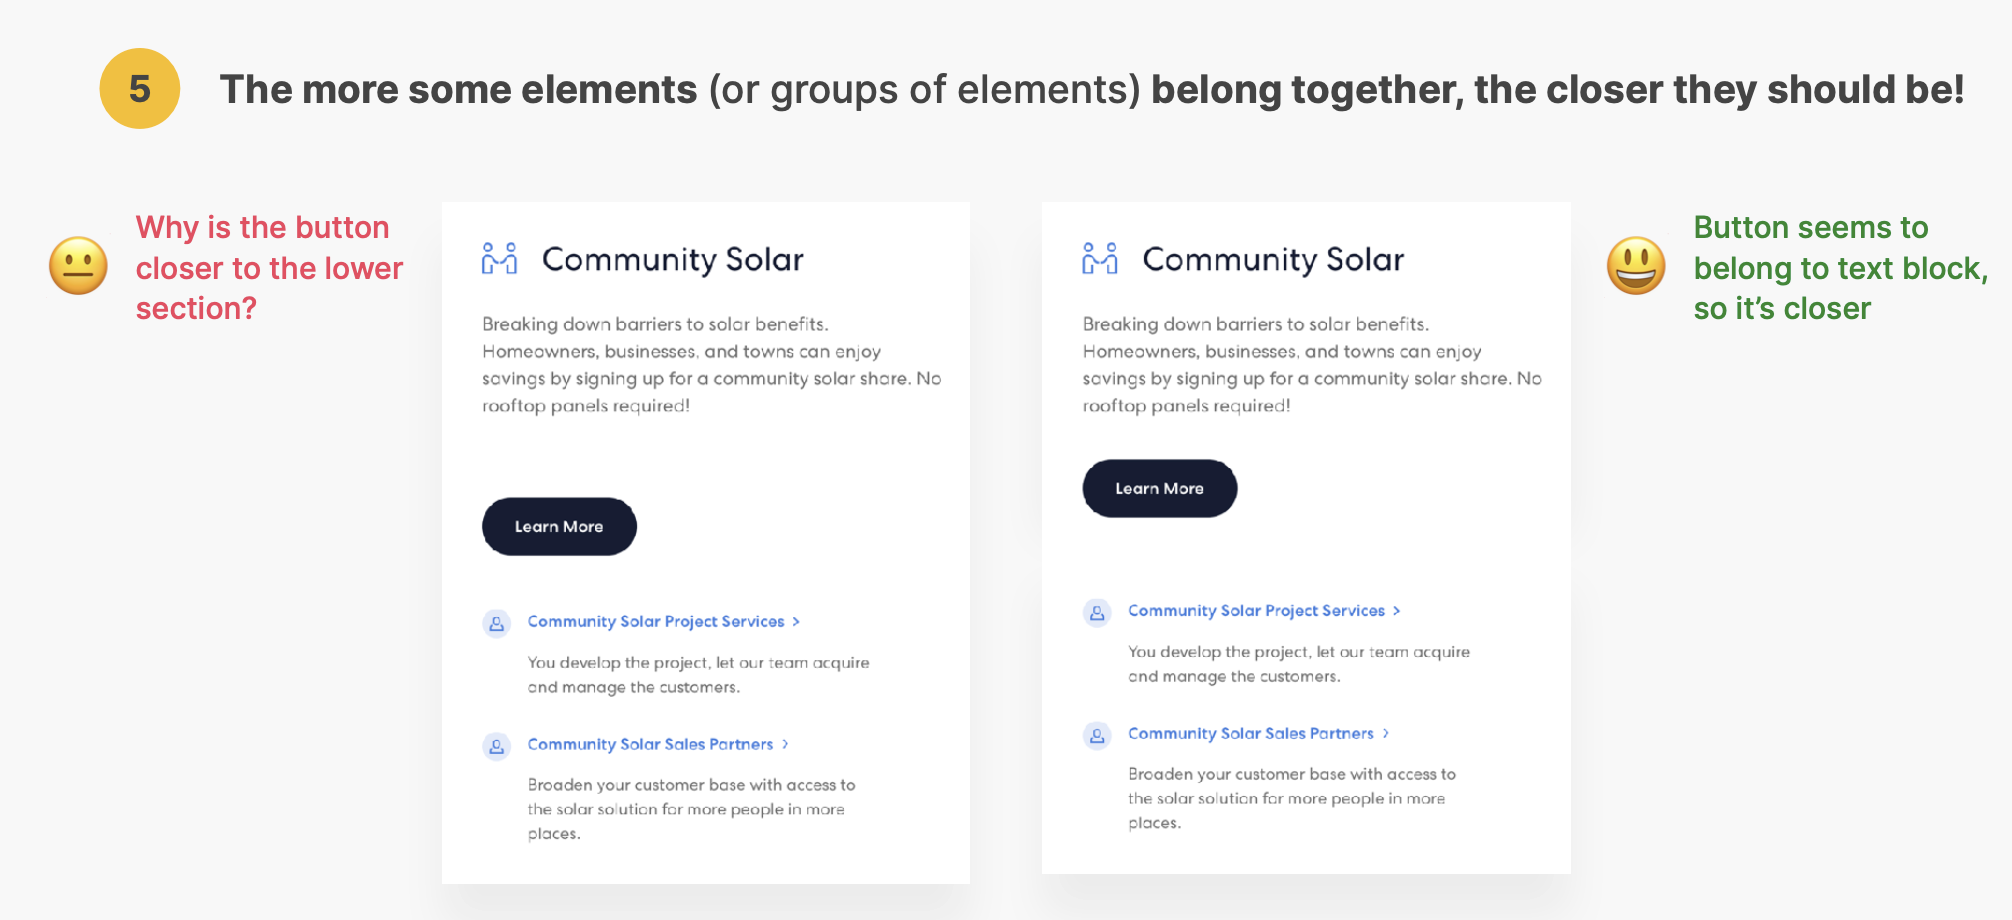 5
The more some elements (or groups of elements) belong together, the closer they should be!
Why is the button
closer to the lower
section?
Community Solar
Breaking down barriers to solar benefits.
Homeowners, businesses, and towns can enjoy
savings by signing up for a community solar share. No
rooftop panels required!
Learn More
Community Solar Project Services >
You develop the project, let our team acquire
and manage the customers.
Community Solar Sales Partners >
Broaden your customer base with access to
the solar solution for more people in more
places.
Community Solar
Breaking down barriers to solar benefits.
Homeowners, businesses, and towns can enjoy
savings by signing up for a community solar share. No
rooftop panels required!
Learn More
Community Solar Project Services >
You develop the project, let our team acquire
and manage the customers.
Community Solar Sales Partners >
Broaden your customer base with access to
the solar solution for more people in more
places.
Button seems to
belong to text block,
so it’s closer